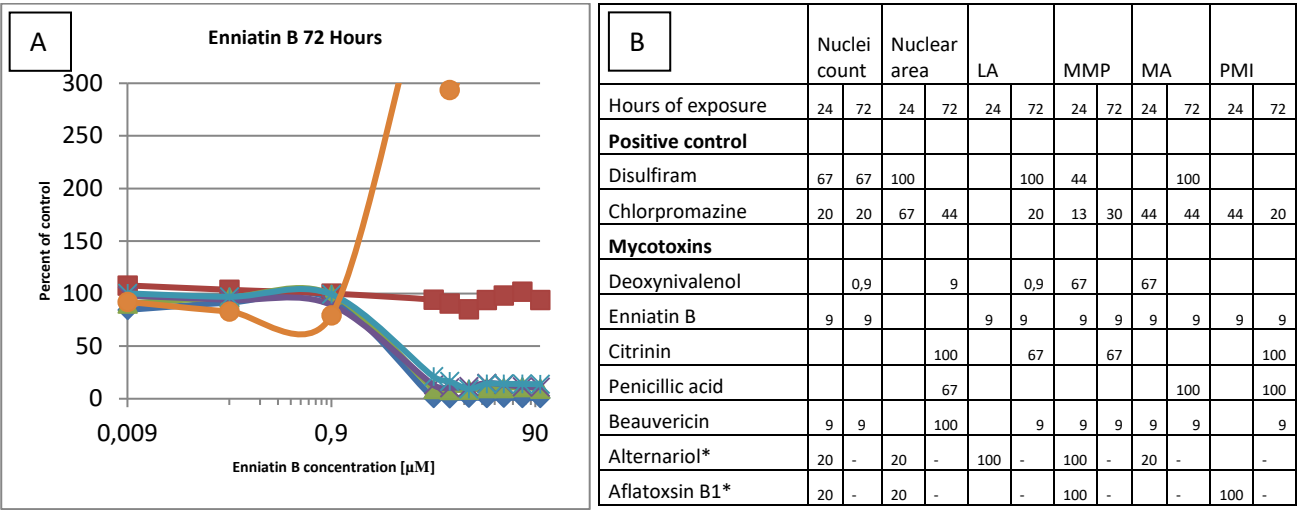 A
Enniatin B 72 Hours
300
250
200
150
100
50
0
Percent of control
0,009 0,9 90
Enniatin B concentration [µM]
B
Nuclei count Nuclear area LA MMP MA PMI
Hours of exposure 24 72 24 72 24 72 24 72 24 72 24 72
Positive control
Disulfiram 67 67 100 100 44 100
Chlorpromazine 20 20 67 44 20 13 30 44 44 44 20
Mycotoxins
Deoxynivalenol 0,9 9 0,9 67 67
Enniatin B 9 9 9 9 9 9 9 9 9 9
Citrinin 100 67 67 100
Penicillic acid 67 100 100
Beauvericin 9 9 100 9 9 9 9 9 9
Alternariol* 20 - 20 - 100 - 100 - 20 - -
Aflatoxsin B1* 20 - 20 - - 100 - - 100 -